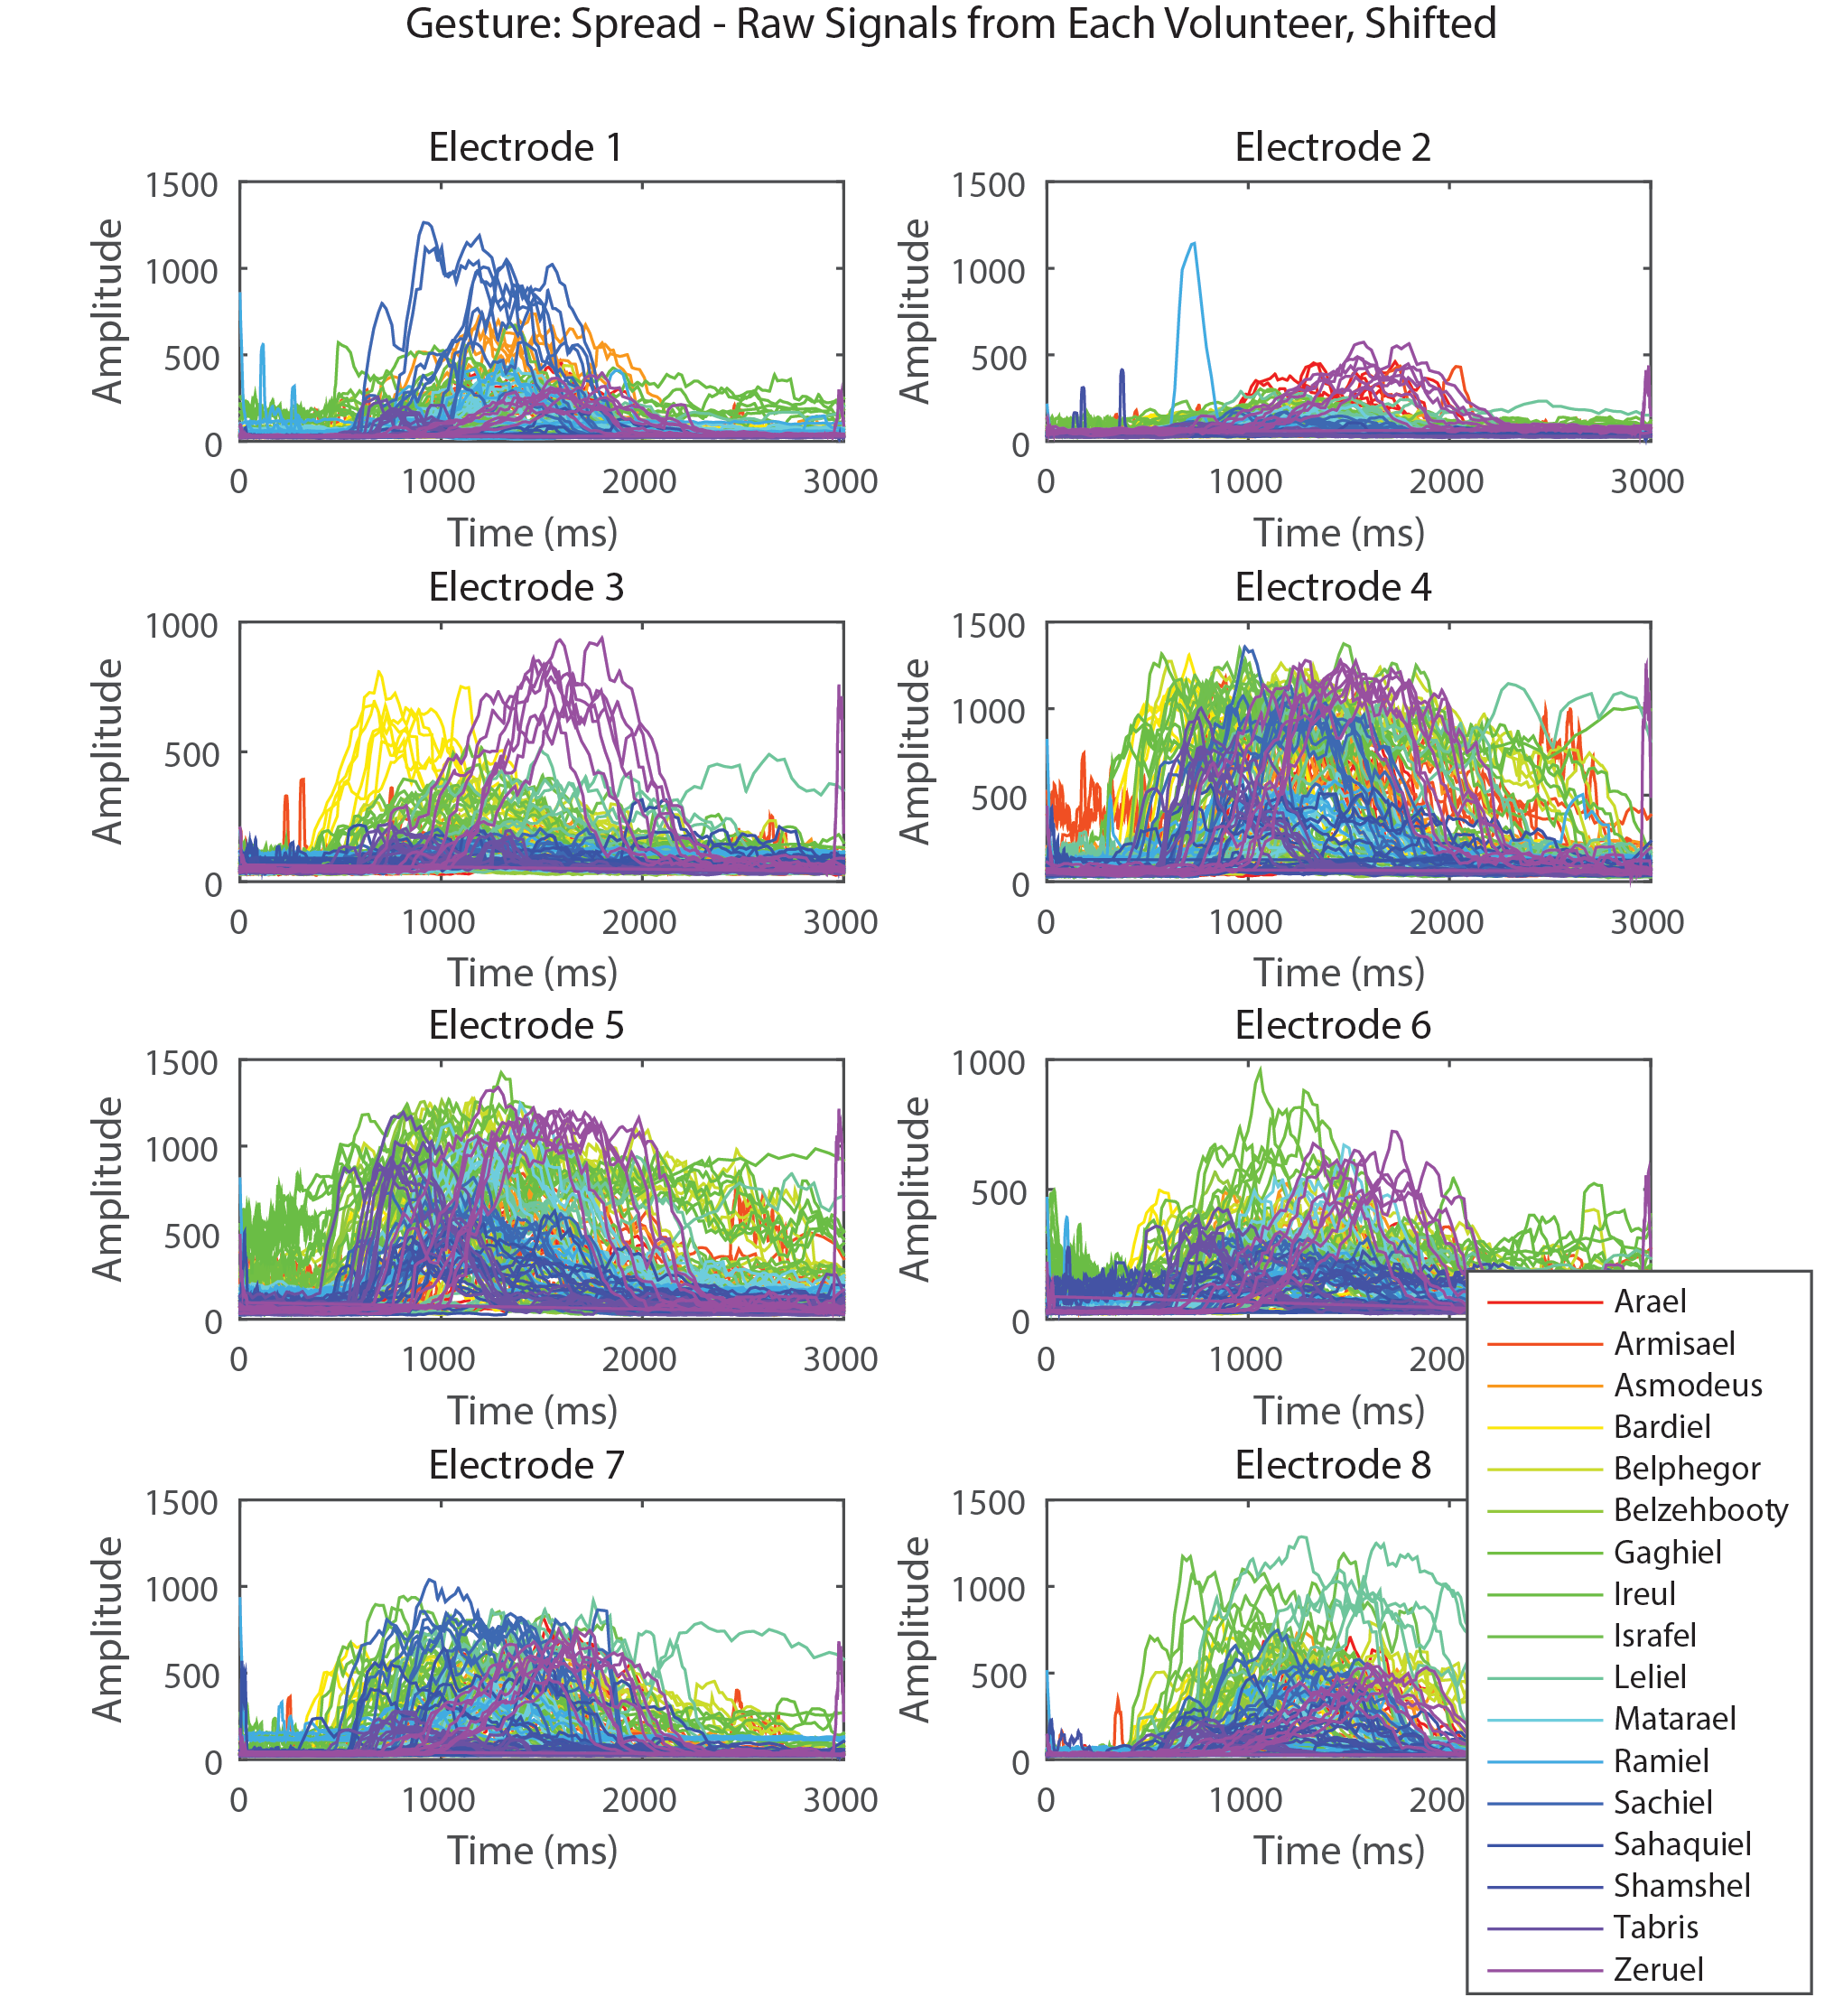 Gesture: Spread - Raw Signals from Each Volunteer, Shifted
Electrode 1
1500
1000
500
0
Amplitude
0 1000 2000 3000
Time (ms)
Electrode 2
1500
1000
500
0
Amplitude
0 1000 2000 3000
Time (ms)
Electrode 3
1000
500
0
Amplitude
0 1000 2000 3000
Time (ms)
Electrode 4
1500
1000
500
0
Amplitude
0 1000 2000 3000
Time (ms)
Electrode 5
1500
1000
500
0
Amplitude
0 1000 2000 3000
Time (ms)
Electrode 6
1000
500
0
Amplitude
0 1000 200
Time (ms)
Electrode 7
1500
1000
500
0
Amplitude
0 1000 2000 3000
Time (ms)
Electrode 8
1500
1000
500
0
Amplitude
0 1000 200
Time (ms)
Arael
Armisael
Asmodeus
Bardiel
Belphegor
Belzehbooty
Gaghiel
Ireul
Israfel
Leliel
Matarael
Ramiel
Sachiel
Sahaquiel
Shamshel
Tabris
Zeruel